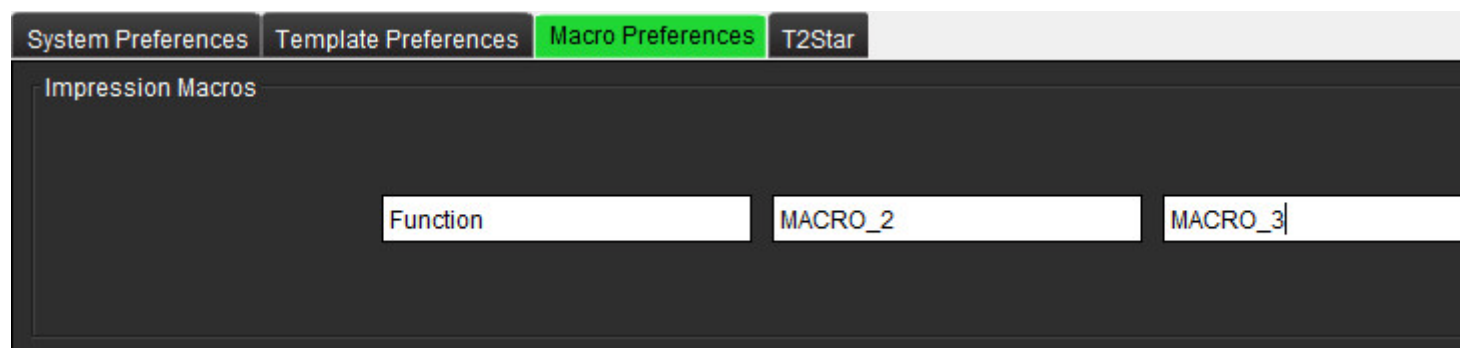 System Preferences Template Preferences Macro Preferences T2Star
Impression Macros
Function MACRO_2 MACRO_3